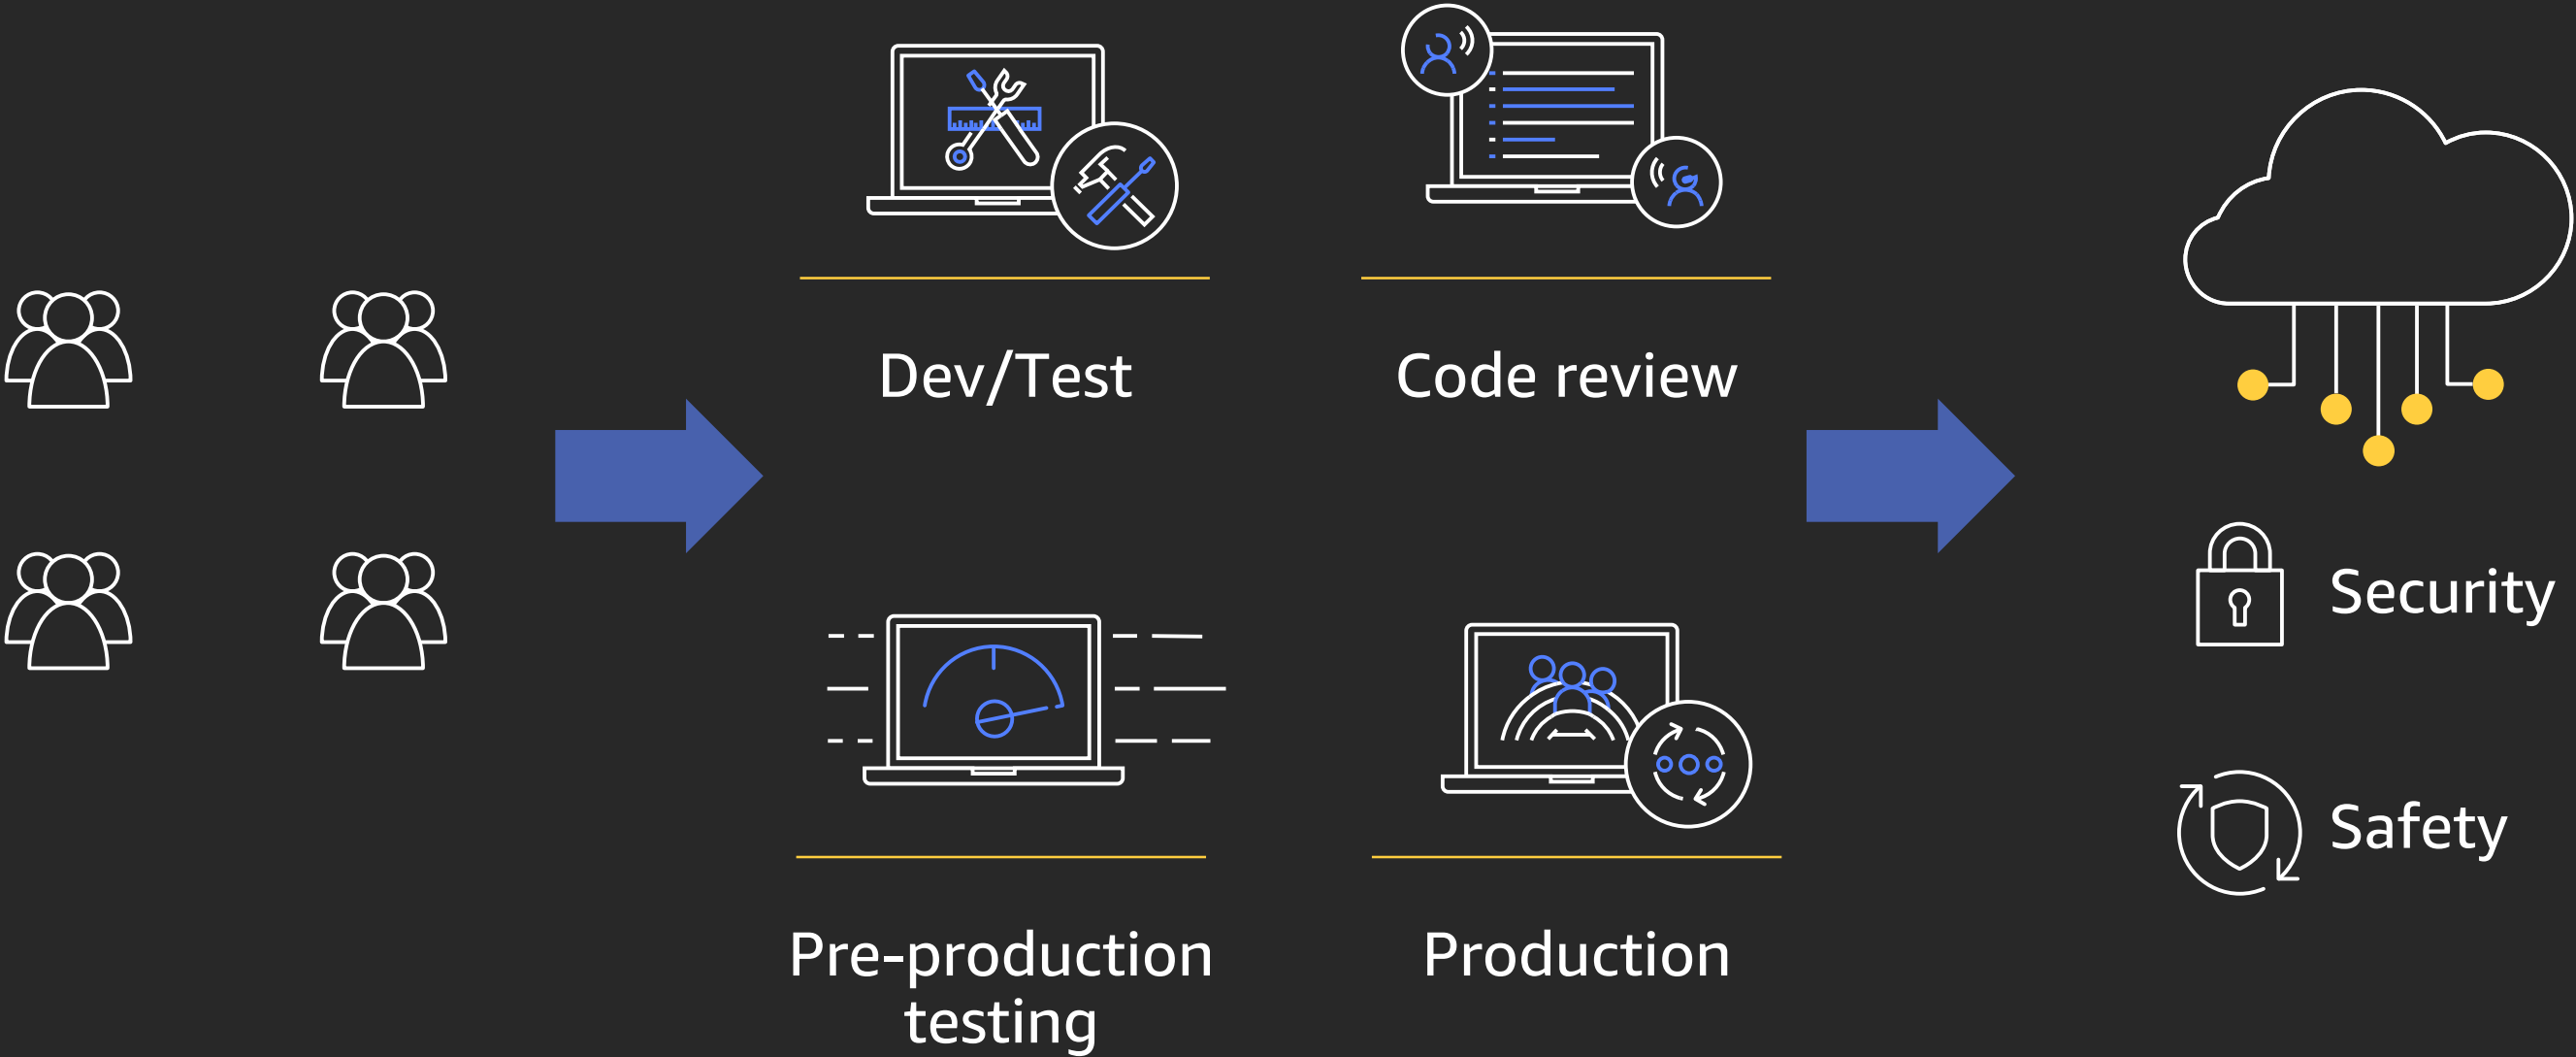 Dev/Test
Code review
Pre-production
testing
Production
Security
Safety